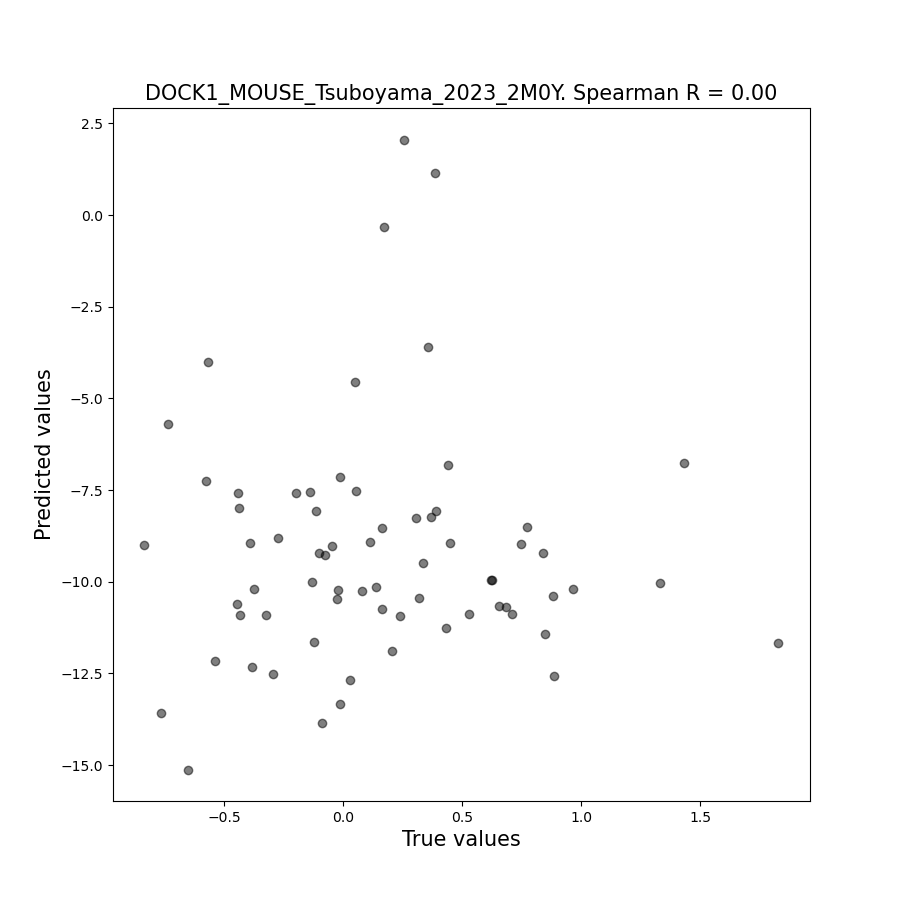 DOCK1_MOUSE_Tsuboyama_2023_2M0Y. Spearman R = 0.00
2.5
0.0
−2.5
−5.0
−7.5
−10.0
−12.5
−15.0
Predicted values
−0.5 0.0 0.5 1.0 1.5
True values